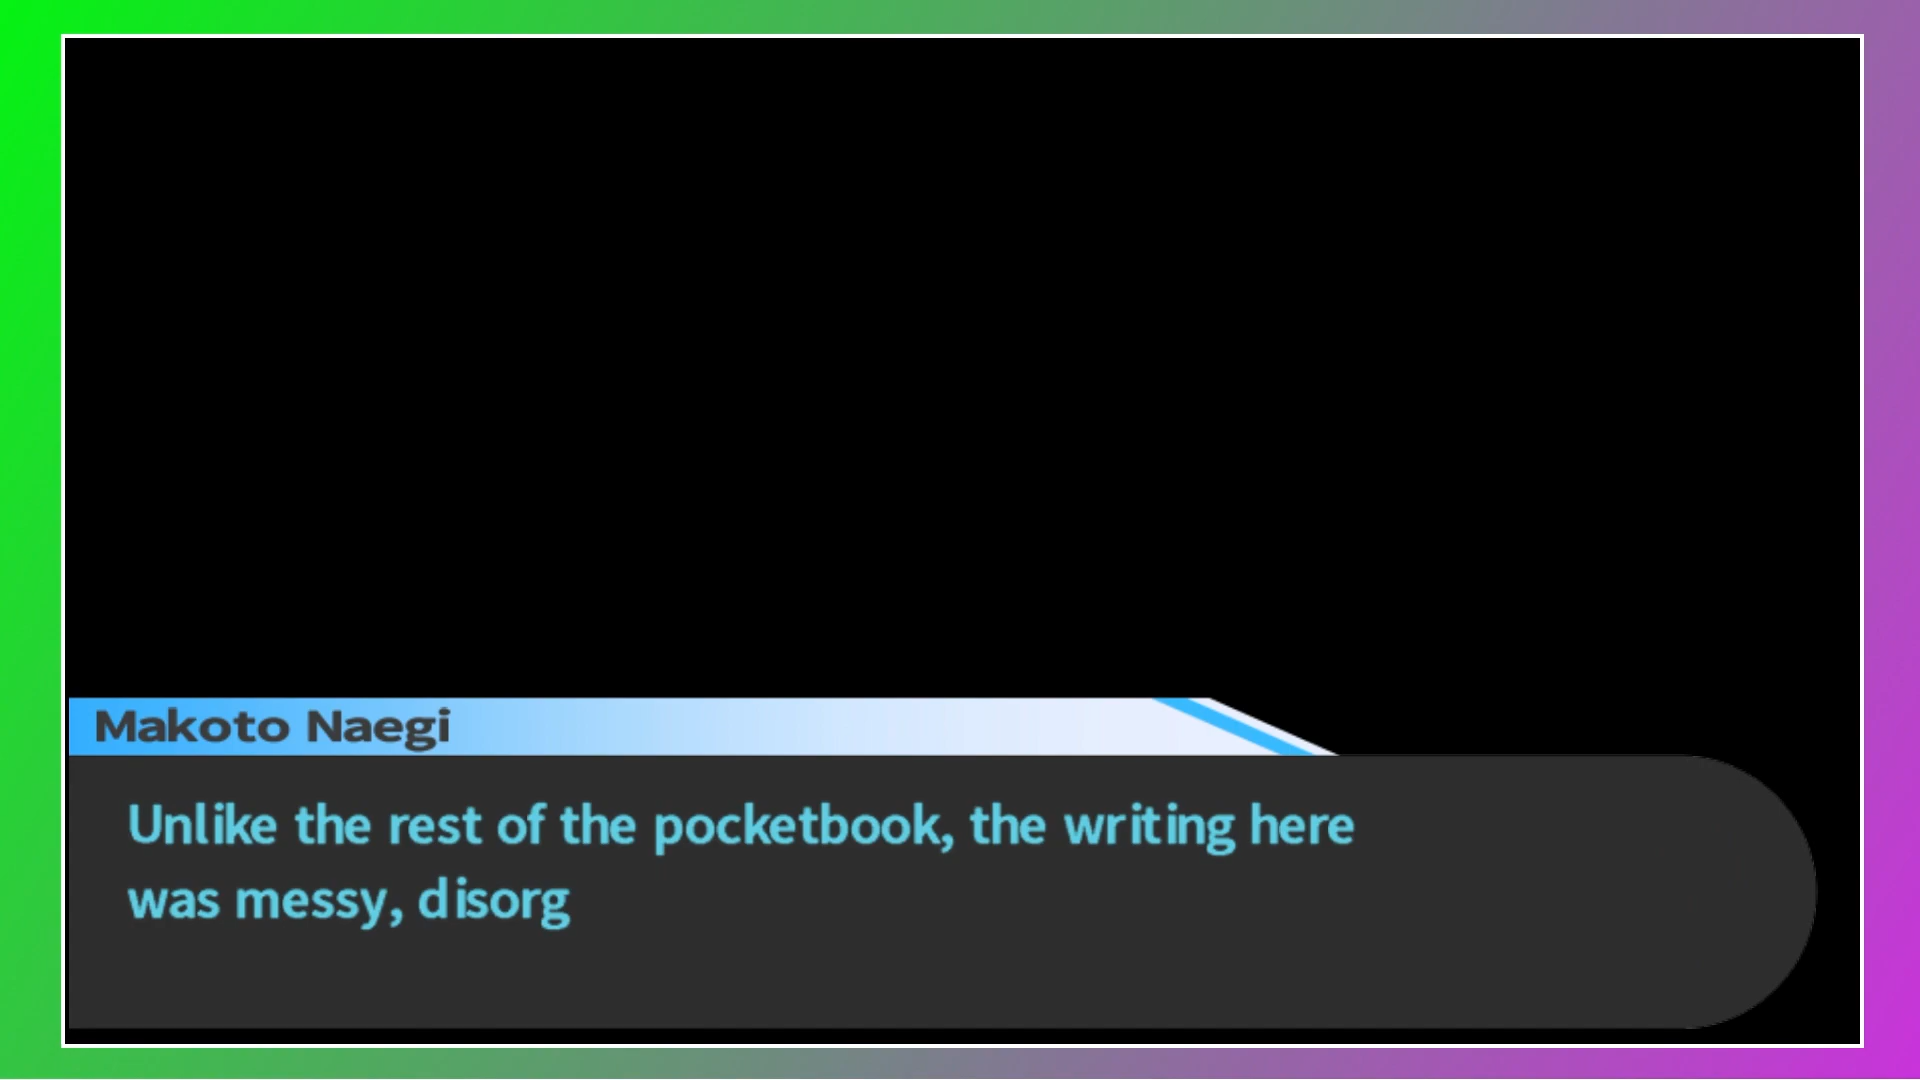 Makoto Naegi
Unlike the rest of the pocketbook, the writing here
was messy, disorg